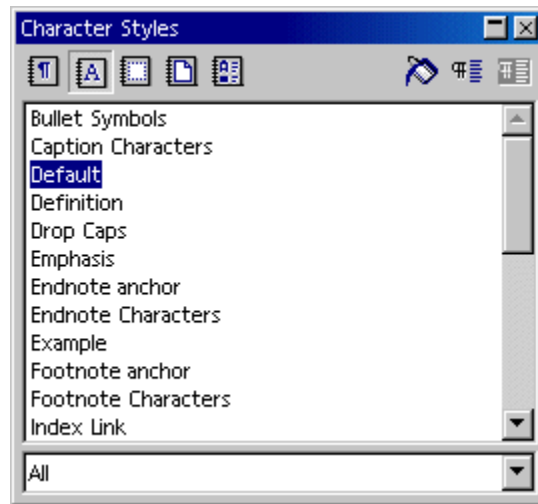 Character Styles
Bullet Symbols
Caption Characters
Default
Definition
Drop Caps
Emphasis
Endnote anchor
Endnote Characters
Example
Footnote anchor
Footnote Characters
Index Link
All